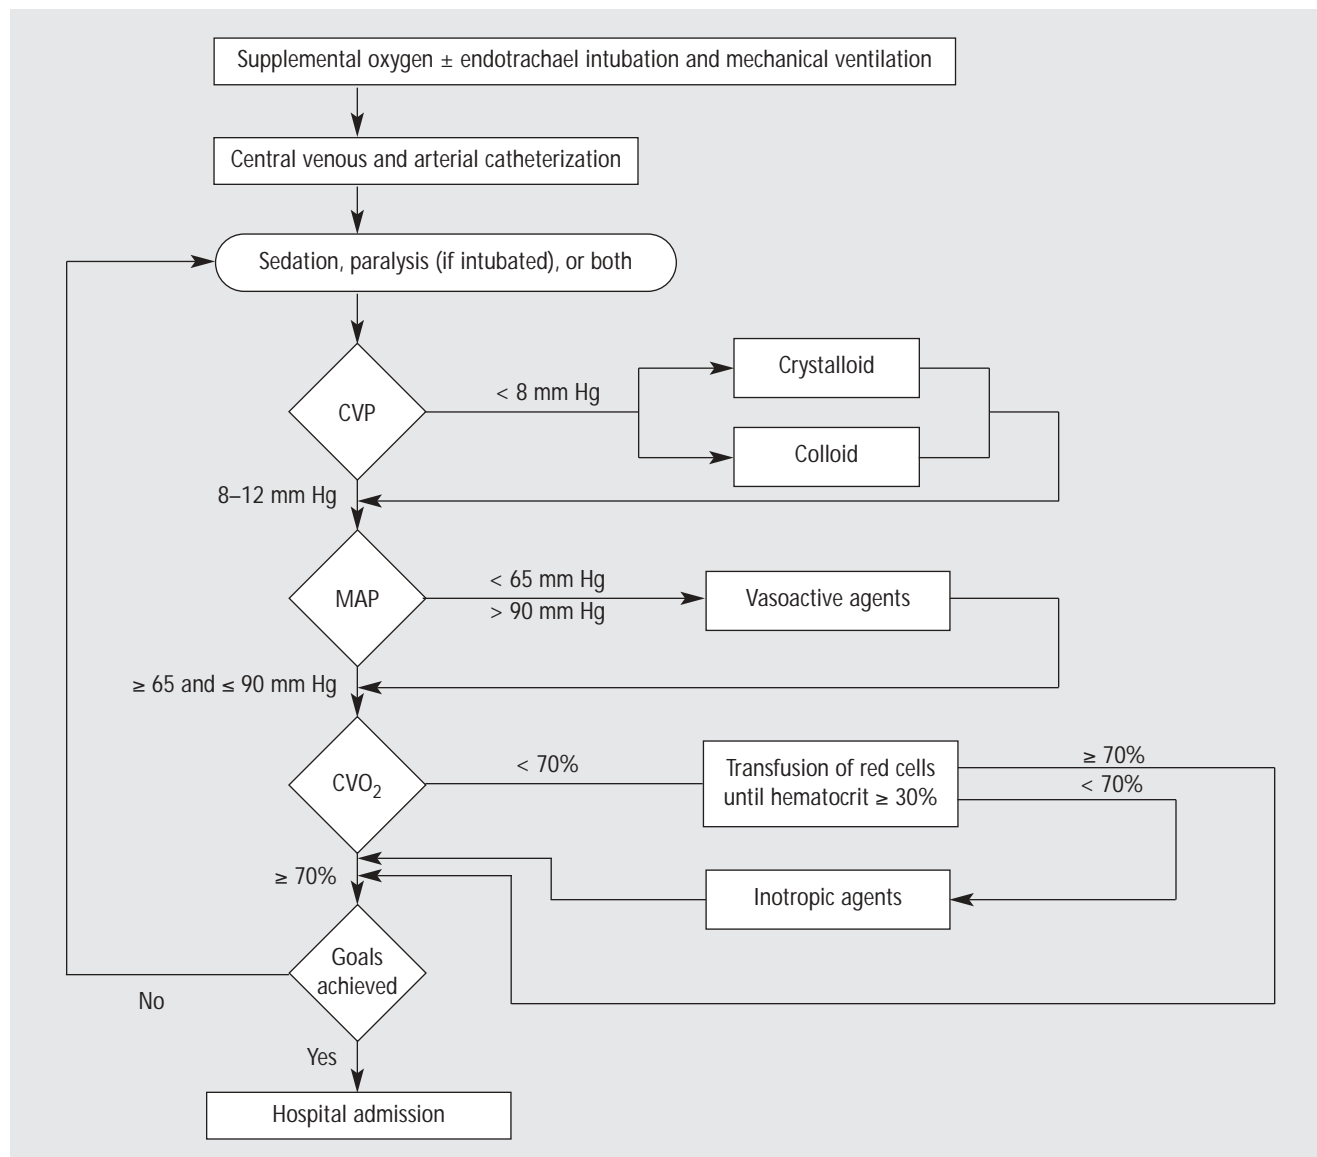 Supplemental oxygen ± endotrachael intubation and mechanical ventilation
Central venous and arterial catheterization
Sedation, paralysis (if intubated), or both
CVP
< 8 mm Hg
Crystalloid
Colloid
8–12 mm Hg
MAP
< 65 mm Hg
> 90 mm Hg
Vasoactive agents
≥ 65 and ≤ 90 mm Hg
CVO₂
< 70%
Transfusion of red cells
until hematocrit ≥ 30%
≥ 70%
< 70%
Inotropic agents
≥ 70%
Goals
achieved
No
Yes
Hospital admission